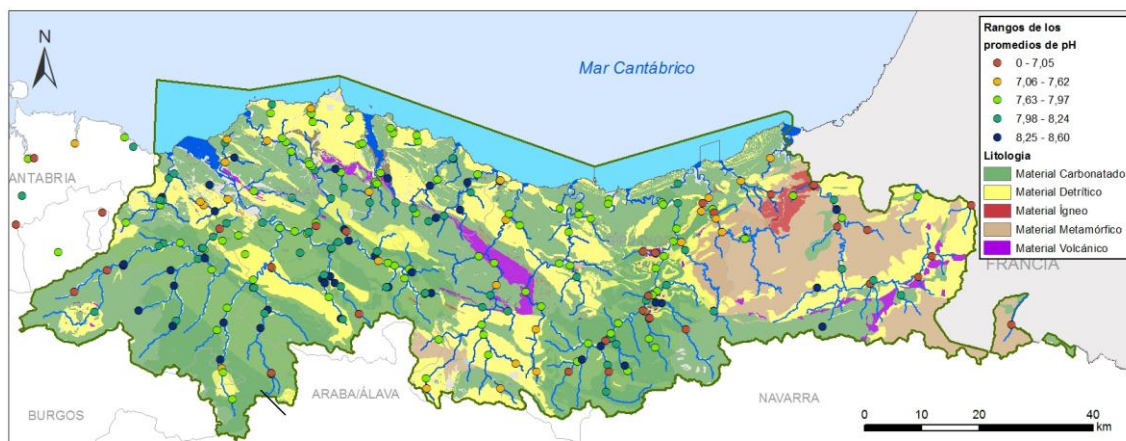 N
Mar Cantábrico
Rangos de los
promedios de pH
0 - 7,05
7,06 - 7,62
7,63 - 7,97
7,98 - 8,24
8,25 - 8,60
Litología
Material Carbonatado
Material Detrítico
Material Ígneo
Material Metamórfico
Material Volcánico
ANTABRIA
FRANCIA
BURGOS
ARABA/ÁLAVA
NAVARRA
0 10 20 40
km